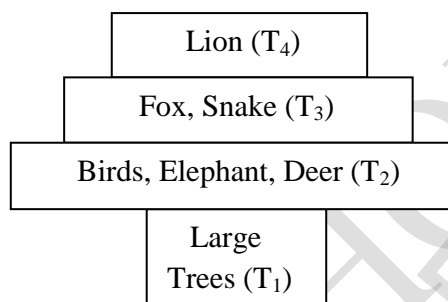 Lion (T₄)
Fox, Snake (T₃)
Birds, Elephant, Deer (T₂)
Large
Trees (T₁)